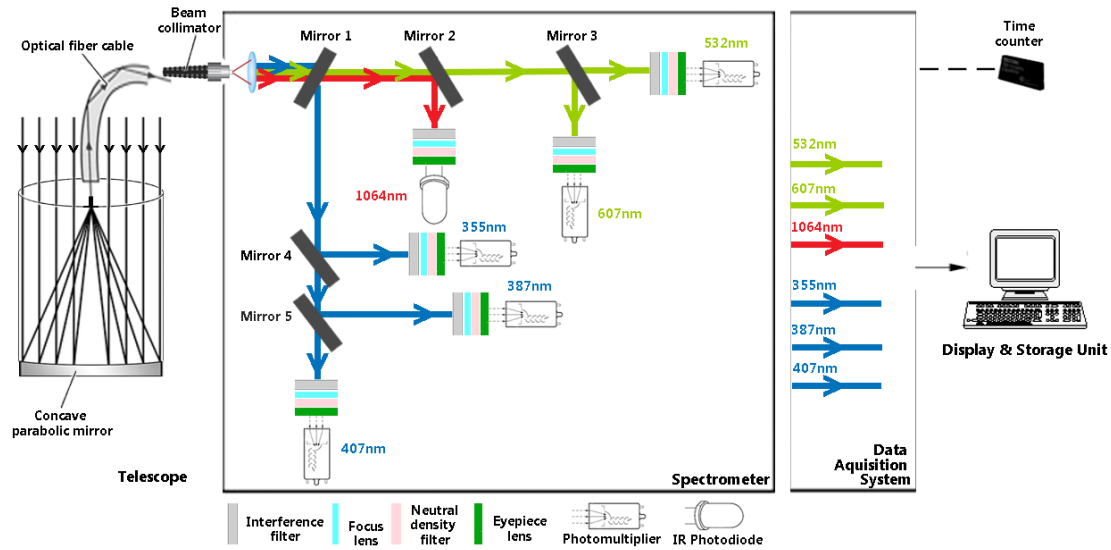 Beam
collimator
Optical fiber cable
Mirror 1
Mirror 2
Mirror 3
532nm
Time
counter
532nm
607nm
1064nm
1064nm
607nm
355nm
Mirror 4
387nm
Mirror 5
355nm
387nm
407nm
Display & Storage Unit
Concave
parabolic mirror
407nm
Telescope
Spectrometer
Data
Aquisition
System
Interference
filter
Focus
lens
Neutral
density
filter
Eyepiece
lens
Photomultiplier
IR Photodiode